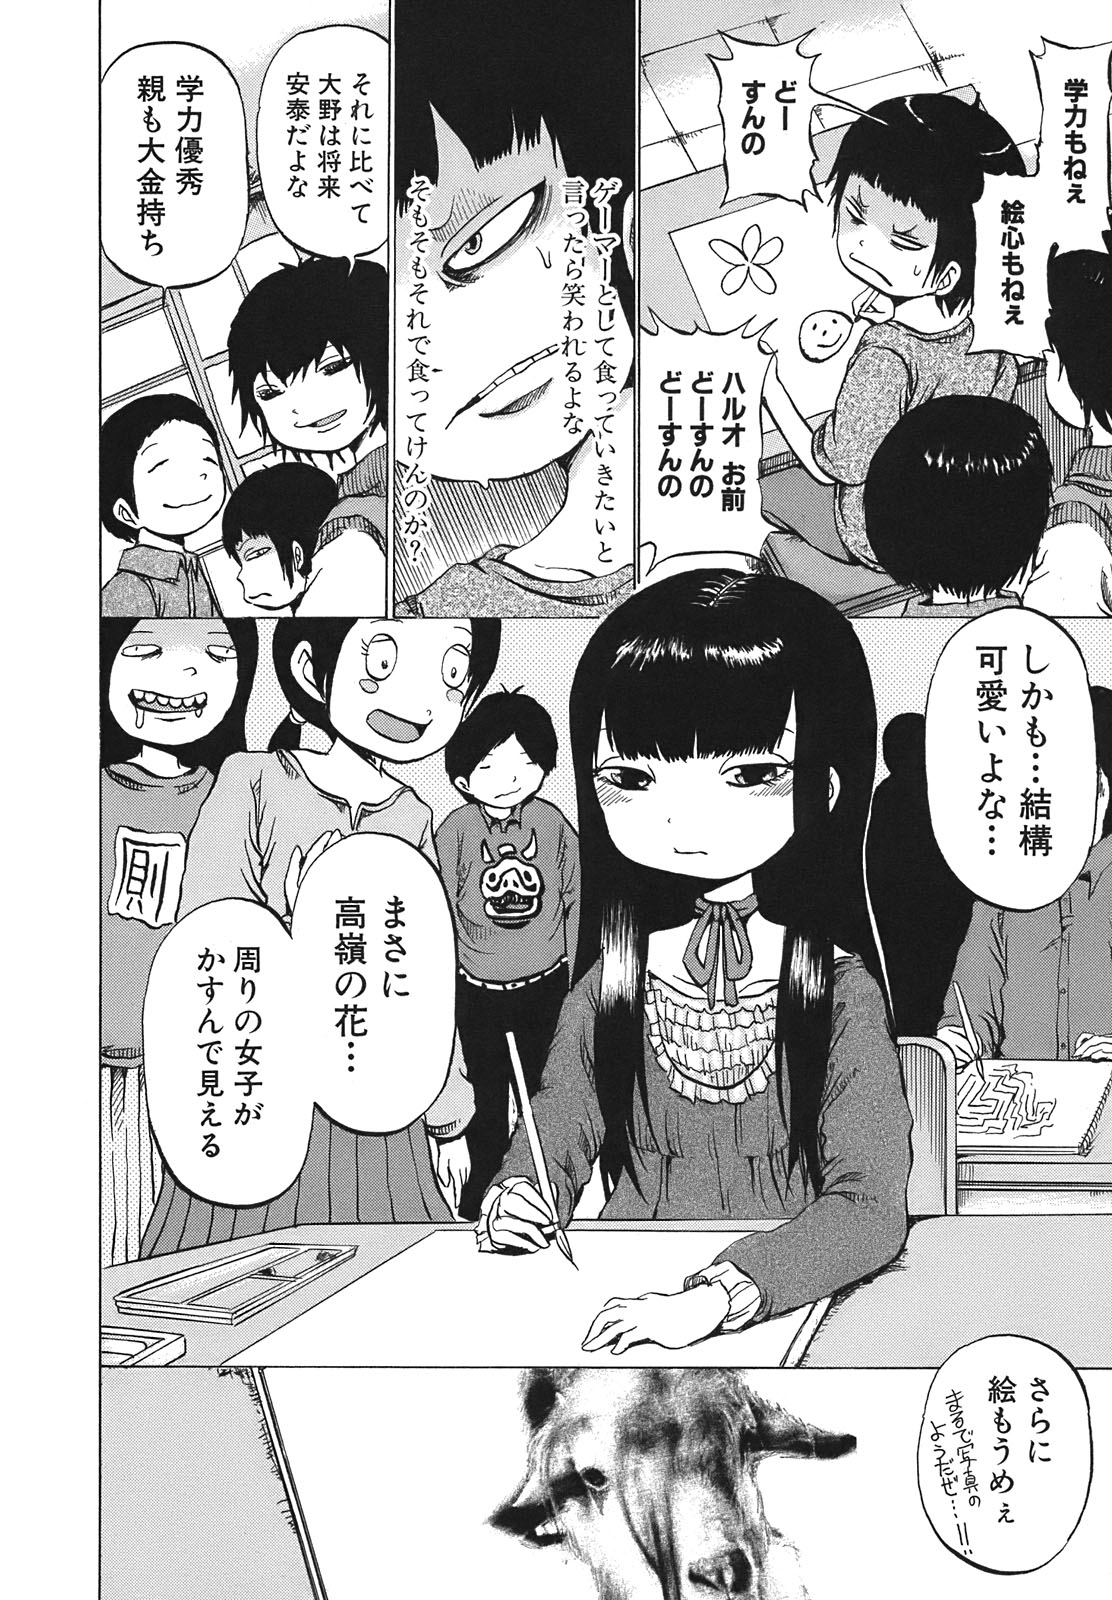 学力もねぇ
絵心もねぇ
どー
すんの
ハルオ お前
どーすんの
どーすんの
ゲーマーとして食っていきたいと
言ったら笑われるよな
そもそもそれで食ってけんのか?
それに比べて
大野は将来
安泰だよな
学力優秀
親も大金持ち
しかも…結構
可愛いよな…
まさに
高嶺の花…
周りの女子が
かすんで見える
則
さらに
絵もうめぇ
まるで写真の
ようだぜ…!!